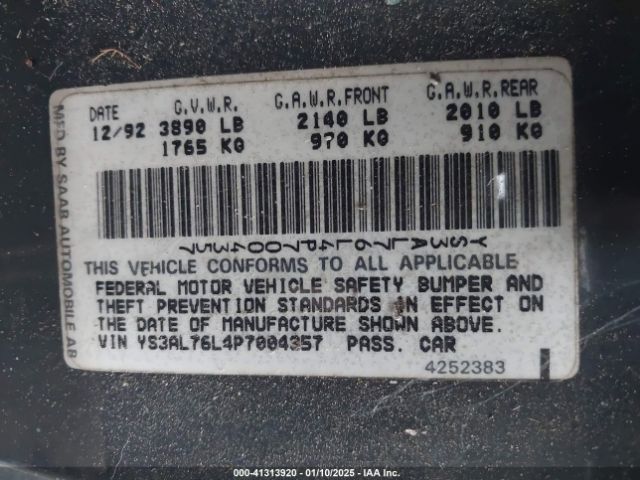 MFD BY SAAB AUTOMOBILE AB
DATE G.V.W.R. G.A.W.R.FRONT G.A.W.R.REAR
12/92 3890 LB 2140 LB 2010 LB
1765 KG 970 KG 910 KG
YS3AL76L4P7004357
THIS VEHICLE CONFORMS TO ALL APPLICABLE
FEDERAL MOTOR VEHICLE SAFETY BUMPER AND
THEFT PREVENTION STANDARDS IN EFFECT ON
THE DATE OF MANUFACTURE SHOWN ABOVE.
VIN YS3AL76L4P7004357 PASS. CAR
4252383
000-41313920 - 01/10/2025 - IAA Inc.